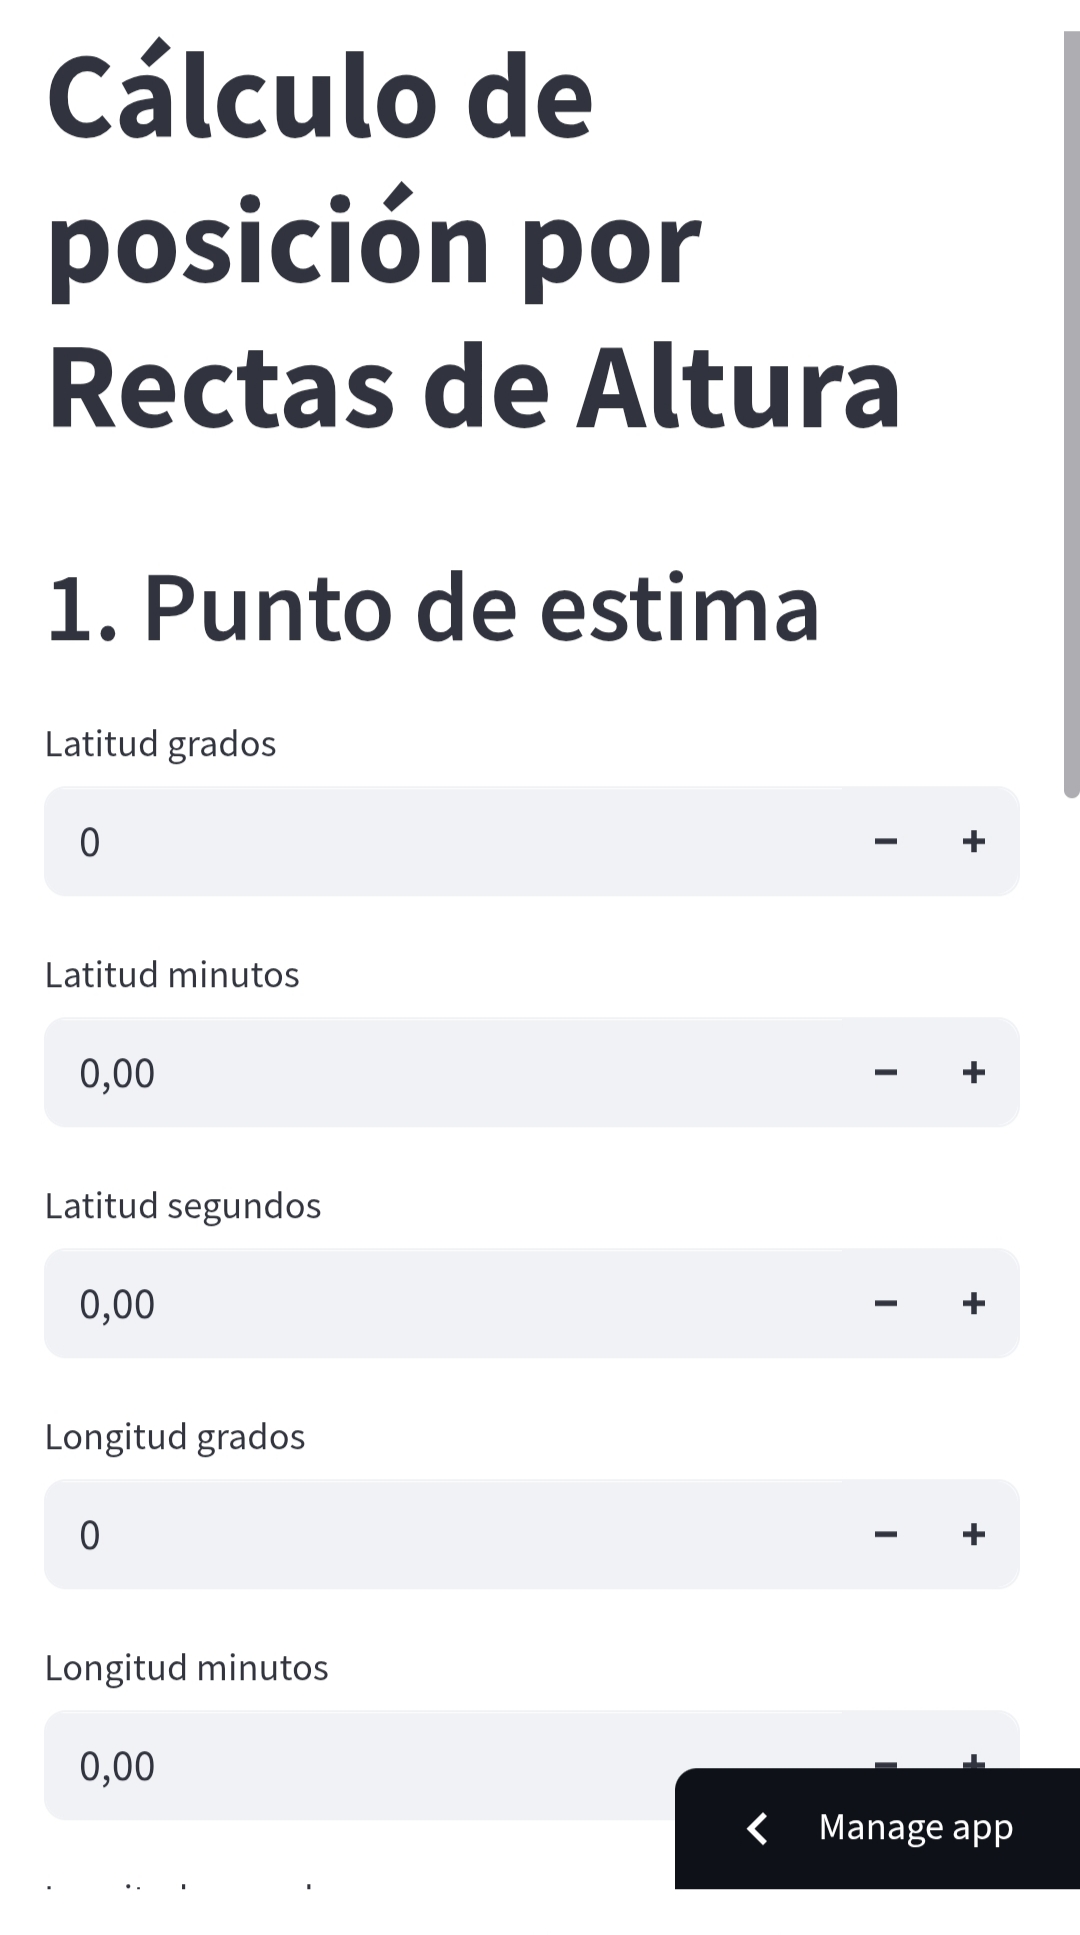 Cálculo de
posición por
Rectas de Altura
1. Punto de estima
Latitud grados
0
Latitud minutos
0,00
Latitud segundos
0,00
Longitud grados
0
Longitud minutos
0,00
Manage app